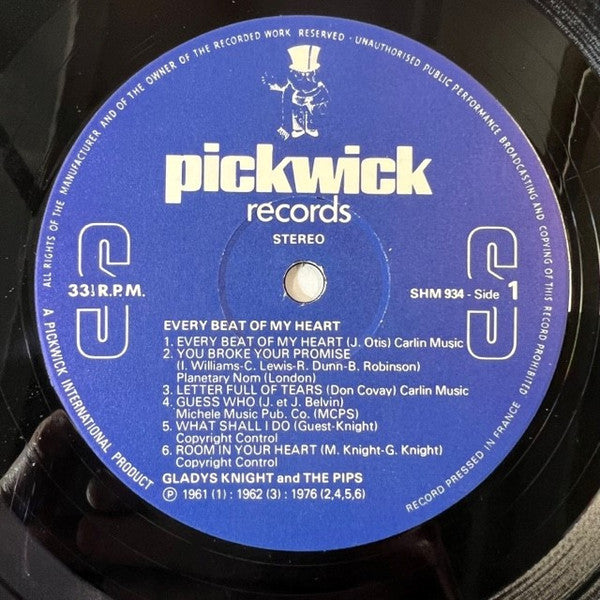 ALL RIGHTS OF THE MANUFACTURER AND OF THE OWNER OF THE RECORDED WORK RESERVED · UNAUTHORISED PUBLIC PERFORMANCE BROADCASTING AND COPYING OF THIS RECORD PROHIBITED
pickwick
records
STEREO
S S
33⅓ R.P.M.
SHM 934 - Side 1
EVERY BEAT OF MY HEART
1. EVERY BEAT OF MY HEART (J. Otis) Carlin Music
2. YOU BROKE YOUR PROMISE
(I. Williams-C. Lewis-R. Dunn-B. Robinson)
Planetary Nom (London)
3. LETTER FULL OF TEARS (Don Covay) Carlin Music
4. GUESS WHO (J. et J. Belvin)
Michele Music Pub. Co. (MCPS)
5. WHAT SHALL I DO (Guest-Knight)
Copyright Control
6. ROOM IN YOUR HEART (M. Knight-G. Knight)
Copyright Control
GLADYS KNIGHT and THE PIPS
Ⓟ 1961 (1) : 1962 (3) : 1976 (2,4,5,6)
A PICKWICK INTERNATIONAL PRODUCT
RECORD PRESSED IN FRANCE